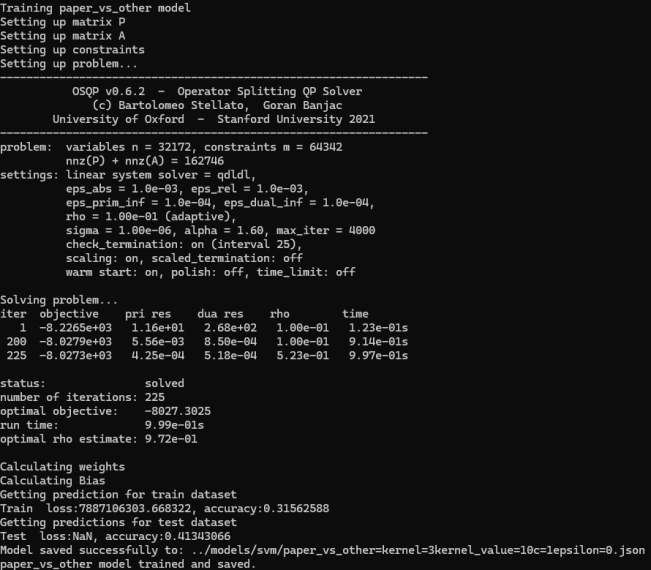 Training paper_vs_other model
Setting up matrix P
Setting up matrix A
Setting up constraints
Setting up problem...
-----------------------------------------------------------------
OSQP v0.6.2 - Operator Splitting QP Solver
(c) Bartolomeo Stellato, Goran Banjac
University of Oxford - Stanford University 2021
-----------------------------------------------------------------
problem: variables n = 32172, constraints m = 64342
nnz(P) + nnz(A) = 162746
settings: linear system solver = qdldl,
eps_abs = 1.0e-03, eps_rel = 1.0e-03,
eps_prim_inf = 1.0e-04, eps_dual_inf = 1.0e-04,
rho = 1.00e-01 (adaptive),
sigma = 1.00e-06, alpha = 1.60, max_iter = 4000
check_termination: on (interval 25),
scaling: on, scaled_termination: off
warm start: on, polish: off, time_limit: off
Solving problem...
iter objective pri res dua res rho time
1 -8.2265e+03 1.16e+01 2.68e+02 1.00e-01 1.23e-01s
200 -8.0279e+03 5.56e-03 8.50e-04 1.00e-01 9.14e-01s
225 -8.0273e+03 4.25e-04 5.18e-04 5.23e-01 9.97e-01s
status: solved
number of iterations: 225
optimal objective: -8027.3025
run time: 9.99e-01s
optimal rho estimate: 9.72e-01
Calculating weights
Calculating Bias
Getting prediction for train dataset
Train loss:7887106303.668322, accuracy:0.31562588
Getting predictions for test dataset
Test loss:NaN, accuracy:0.41343066
Model saved successfully to: ../models/svm/paper_vs_other=kernel=3kernel_value=10c=1epsilon=0.json
paper_vs_other model trained and saved.